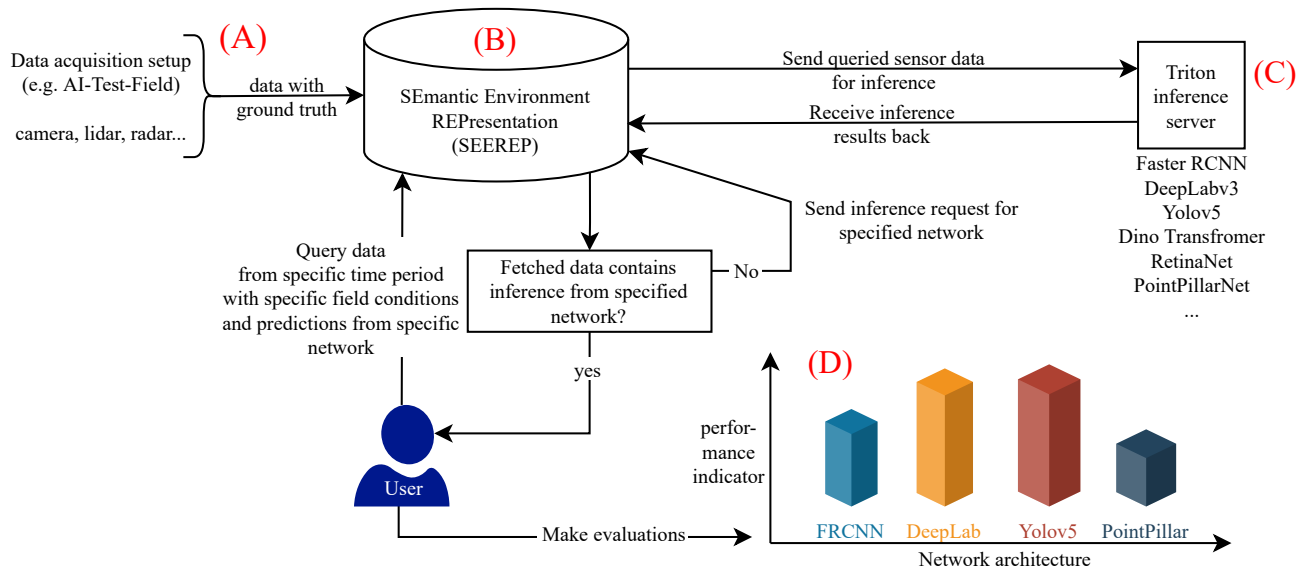 (A)
Data acquisition setup
(e.g. AI-Test-Field)
camera, lidar, radar...
data with
ground truth
(B)
SEmantic Environment
REPresentation
(SEEREP)
Send queried sensor data
for inference
Receive inference
results back
(C)
Triton
inference
server
Faster RCNN
DeepLabv3
Yolov5
Dino Transfromer
RetinaNet
PointPillarNet
...
Send inference request for
specified network
Query data
from specific time period
with specific field conditions
and predictions from specific
network
Fetched data contains
inference from specified
network?
No
yes
User
Make evaluations
(D)
perfor-
mance
indicator
FRCNN
DeepLab
Yolov5
PointPillar
Network architecture